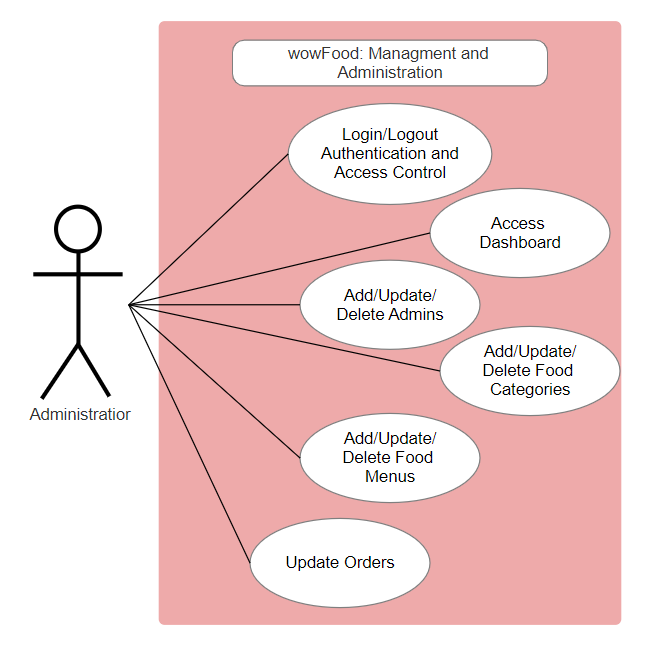 wowFood: Managment and
Administration
Login/Logout
Authentication and
Access Control
Access
Dashboard
Add/Update/
Delete Admins
Add/Update/
Delete Food
Categories
Administratior
Add/Update/
Delete Food
Menus
Update Orders